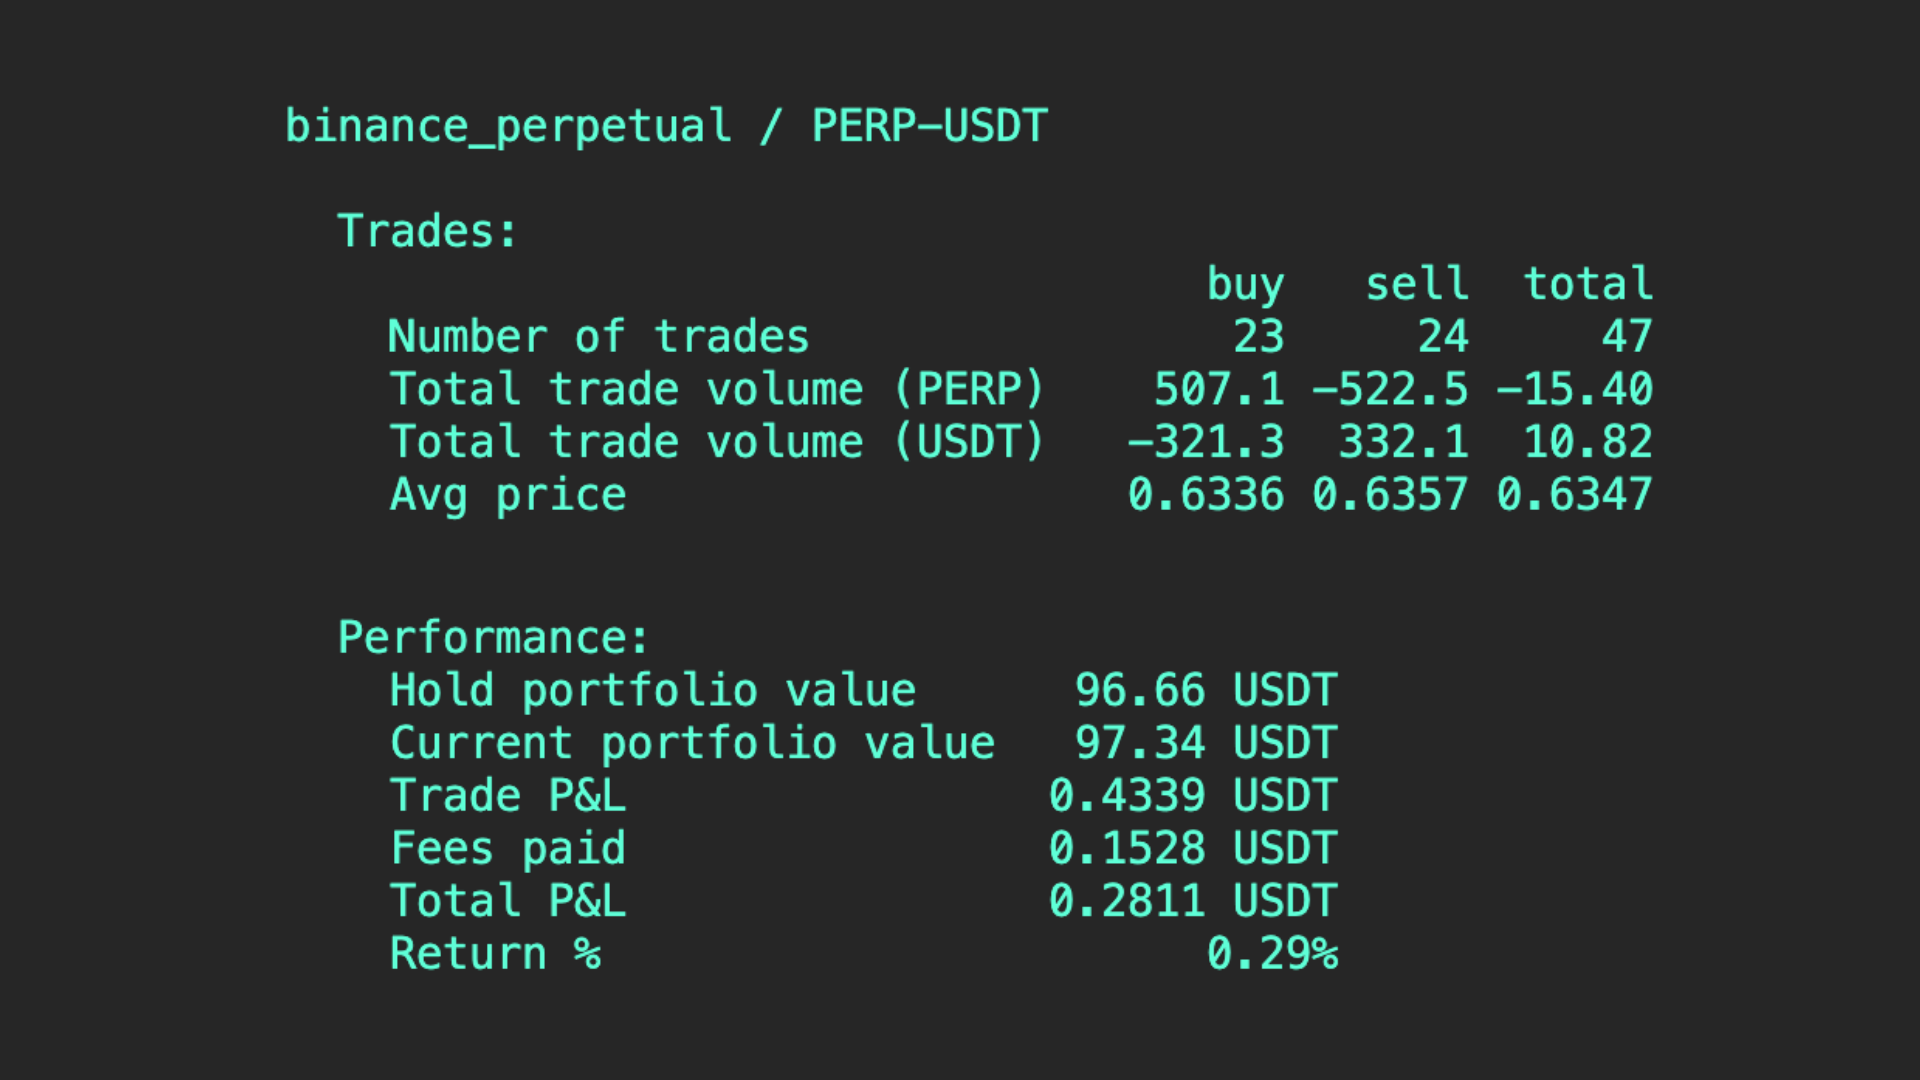 binance_perpetual / PERP-USDT
Trades:
buy sell total
Number of trades 23 24 47
Total trade volume (PERP) 507.1 -522.5 -15.40
Total trade volume (USDT) -321.3 332.1 10.82
Avg price 0.6336 0.6357 0.6347
Performance:
Hold portfolio value 96.66 USDT
Current portfolio value 97.34 USDT
Trade P&L 0.4339 USDT
Fees paid 0.1528 USDT
Total P&L 0.2811 USDT
Return % 0.29%